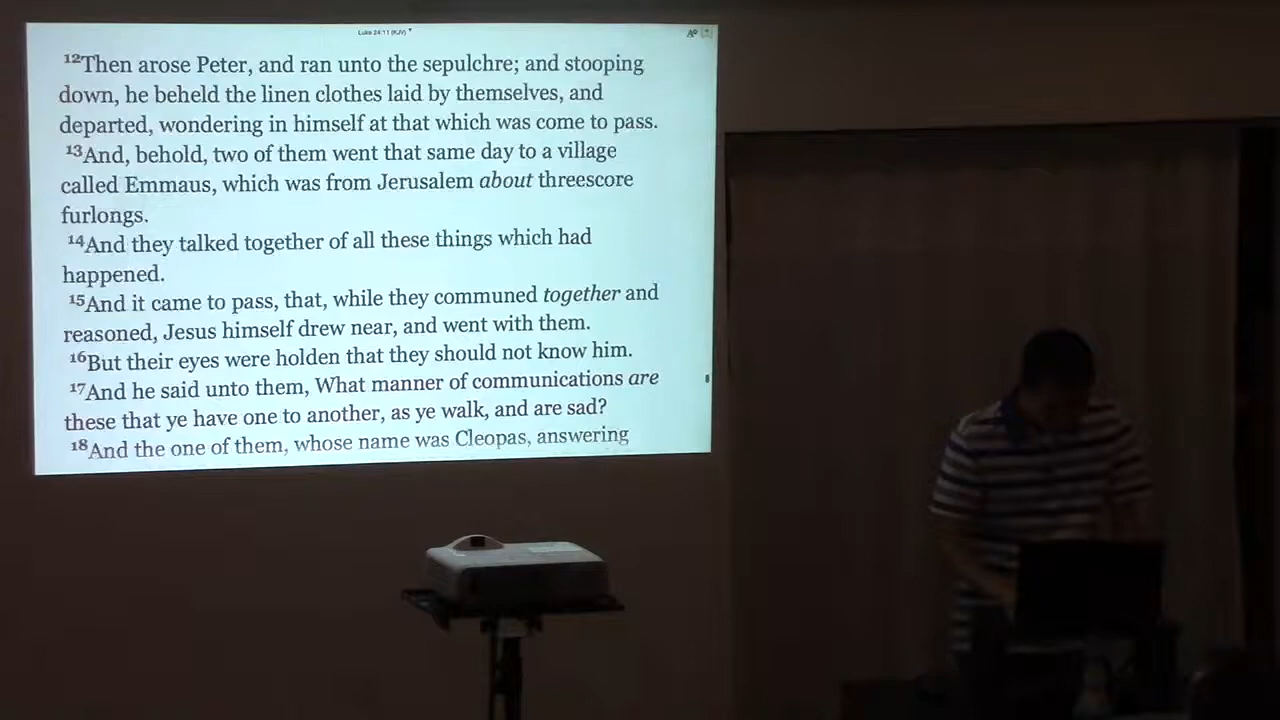 Luke 24:11 (KJV)
A
12Then arose Peter, and ran unto the sepulchre; and stooping
down, he beheld the linen clothes laid by themselves, and
departed, wondering in himself at that which was come to pass.
13And, behold, two of them went that same day to a village
called Emmaus, which was from Jerusalem about threescore
furlongs.
14And they talked together of all these things which had
happened.
15And it came to pass, that, while they communed together and
reasoned, Jesus himself drew near, and went with them.
16But their eyes were holden that they should not know him.
17And he said unto them, What manner of communications are
these that ye have one to another, as ye walk, and are sad?
18And the one of them, whose name was Cleopas, answering